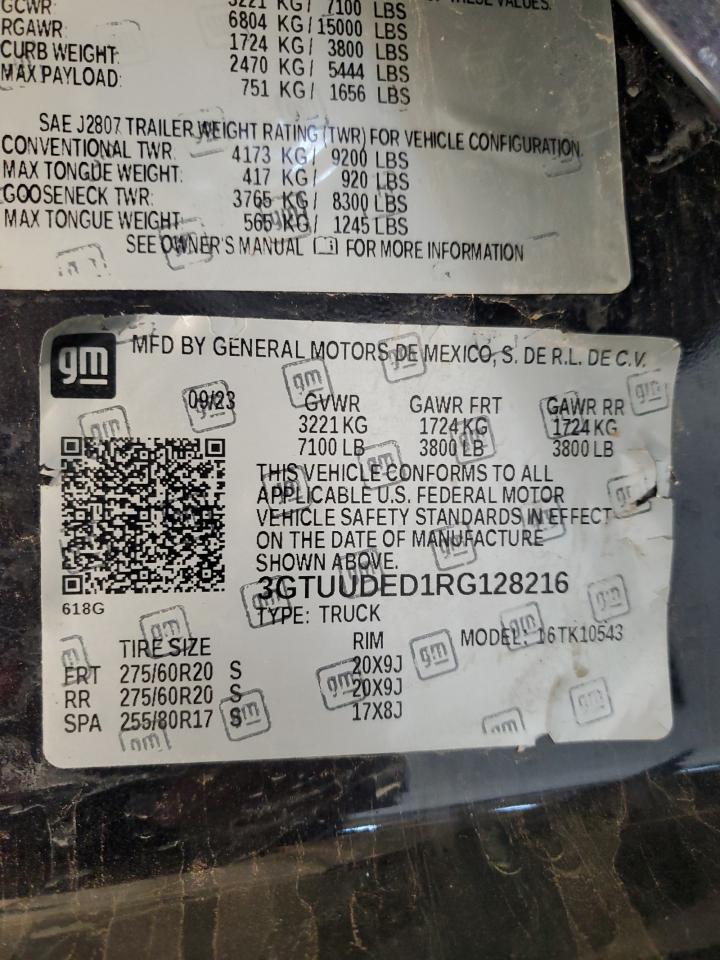 THESE VALUES.
3221 KG/ 7100 LBS
GCWR: 6804 KG/ 15000 LBS
RGAWR: 1724 KG/ 3800 LBS
CURB WEIGHT: 2470 KG/ 5444 LBS
MAX PAYLOAD: 751 KG/ 1656 LBS
SAE J2807 TRAILER WEIGHT RATING (TWR) FOR VEHICLE CONFIGURATION.
CONVENTIONAL TWR: 4173 KG/ 9200 LBS
MAX TONGUE WEIGHT: 417 KG/ 920 LBS
GOOSENECK TWR: 3765 KG/ 8300 LBS
MAX TONGUE WEIGHT 565 KG/ 1245 LBS
SEE OWNER'S MANUAL FOR MORE INFORMATION
gm MFD BY GENERAL MOTORS DE MEXICO, S. DE R.L. DE C.V.
09/23 GVWR GAWR FRT GAWR RR
3221 KG 1724 KG 1724 KG
7100 LB 3800 LB 3800 LB
THIS VEHICLE CONFORMS TO ALL
APPLICABLE U.S. FEDERAL MOTOR
VEHICLE SAFETY STANDARDS IN EFFECT
ON THE DATE OF MANUFACTURE
SHOWN ABOVE.
3GTUUDED1RG128216
618G
TYPE: TRUCK
MODEL: 16TK10543
TIRE SIZE RIM
FRT 275/60R20 S 20X9J
RR 275/60R20 S 20X9J
SPA 255/80R17 S 17X8J